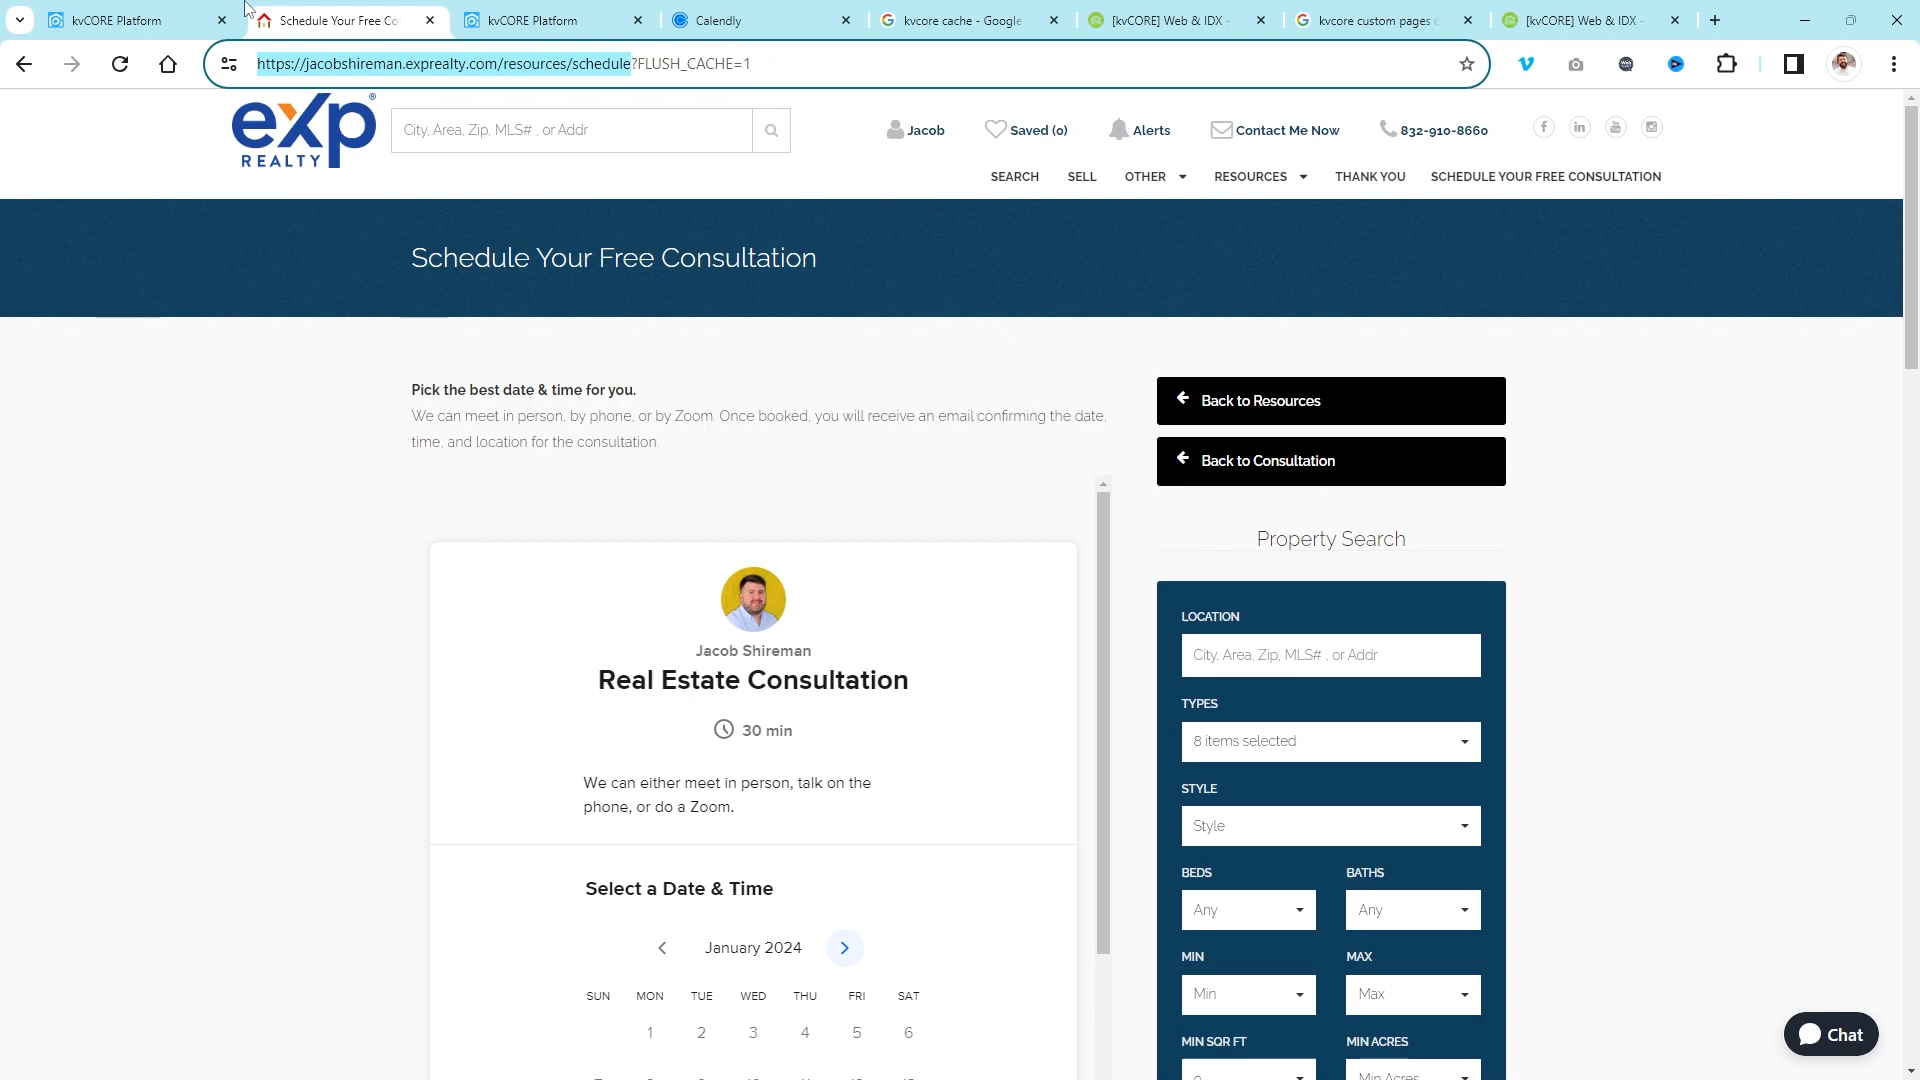 kvCORE Platform
Schedule Your Free Co
kvCORE Platform
Calendly
kvcore cache - Google
[kvCORE] Web & IDX -
kvcore custom pages
[kvCORE] Web & IDX -
https://jacobshireman.exprealty.com/resources/schedule?FLUSH_CACHE=1
eXp®
REALTY
City, Area, Zip, MLS# , or Addr
Jacob
Saved (0)
Alerts
Contact Me Now
832-910-8660
SEARCH
SELL
OTHER
RESOURCES
THANK YOU
SCHEDULE YOUR FREE CONSULTATION
Schedule Your Free Consultation
Pick the best date & time for you.
We can meet in person, by phone, or by Zoom. Once booked, you will receive an email confirming the date,
time, and location for the consultation.
Back to Resources
Back to Consultation
Jacob Shireman
Real Estate Consultation
30 min
We can either meet in person, talk on the
phone, or do a Zoom.
Select a Date & Time
January 2024
SUN MON TUE WED THU FRI SAT
1 2 3 4 5 6
Property Search
LOCATION
City, Area, Zip, MLS# , or Addr
TYPES
8 items selected
STYLE
Style
BEDS BATHS
Any Any
MIN MAX
Min Max
MIN SQR FT MIN ACRES
Min Acres
Chat